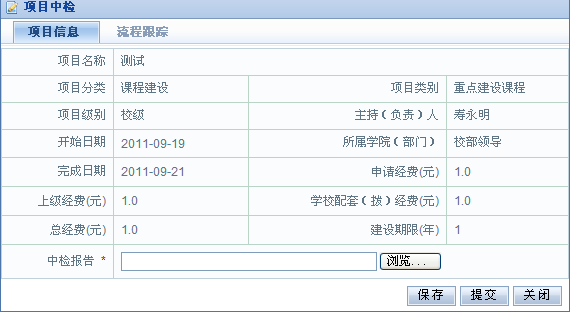 项目中检
项目信息 流程跟踪
项目名称 测试
项目分类 课程建设 项目类别 重点建设课程
项目级别 校级 主持(负责)人 寿永明
开始日期 2011-09-19 所属学院(部门) 校部领导
完成日期 2011-09-21 申请经费(元) 1.0
上级经费(元) 1.0 学校配套(拨)经费(元) 1.0
总经费(元) 1.0 建设期限(年) 1
中检报告 * 浏览...
保存 提交 关闭